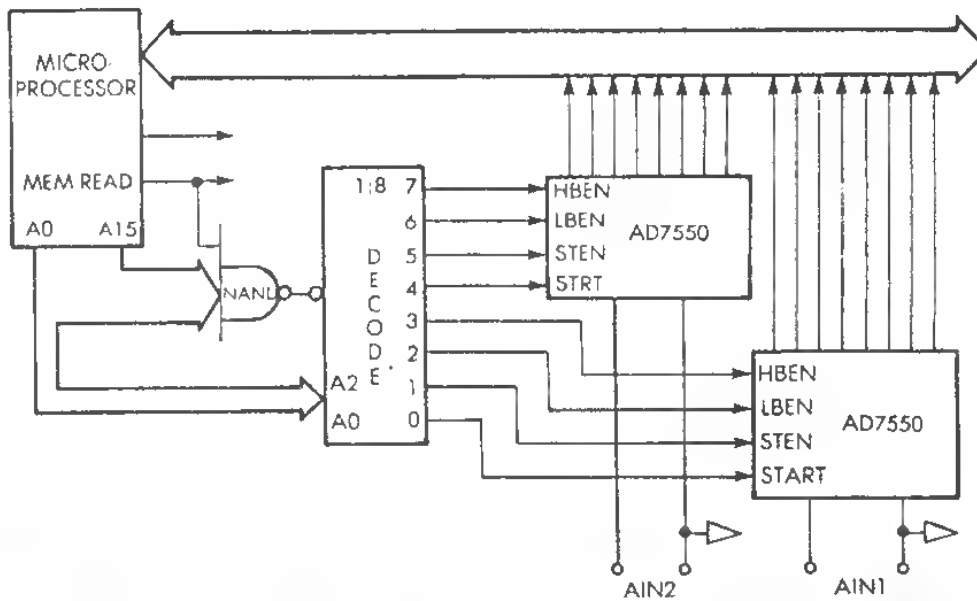 MICRO-
PROCESSOR
MEM READ
A0 A15
NAND
1:8
DECODE
7
6
5
4
3
2
1
0
A2
A0
HBEN
LBEN
STEN
STRT
AD7550
HBEN
LBEN
STEN
START
AD7550
AIN2
AIN1